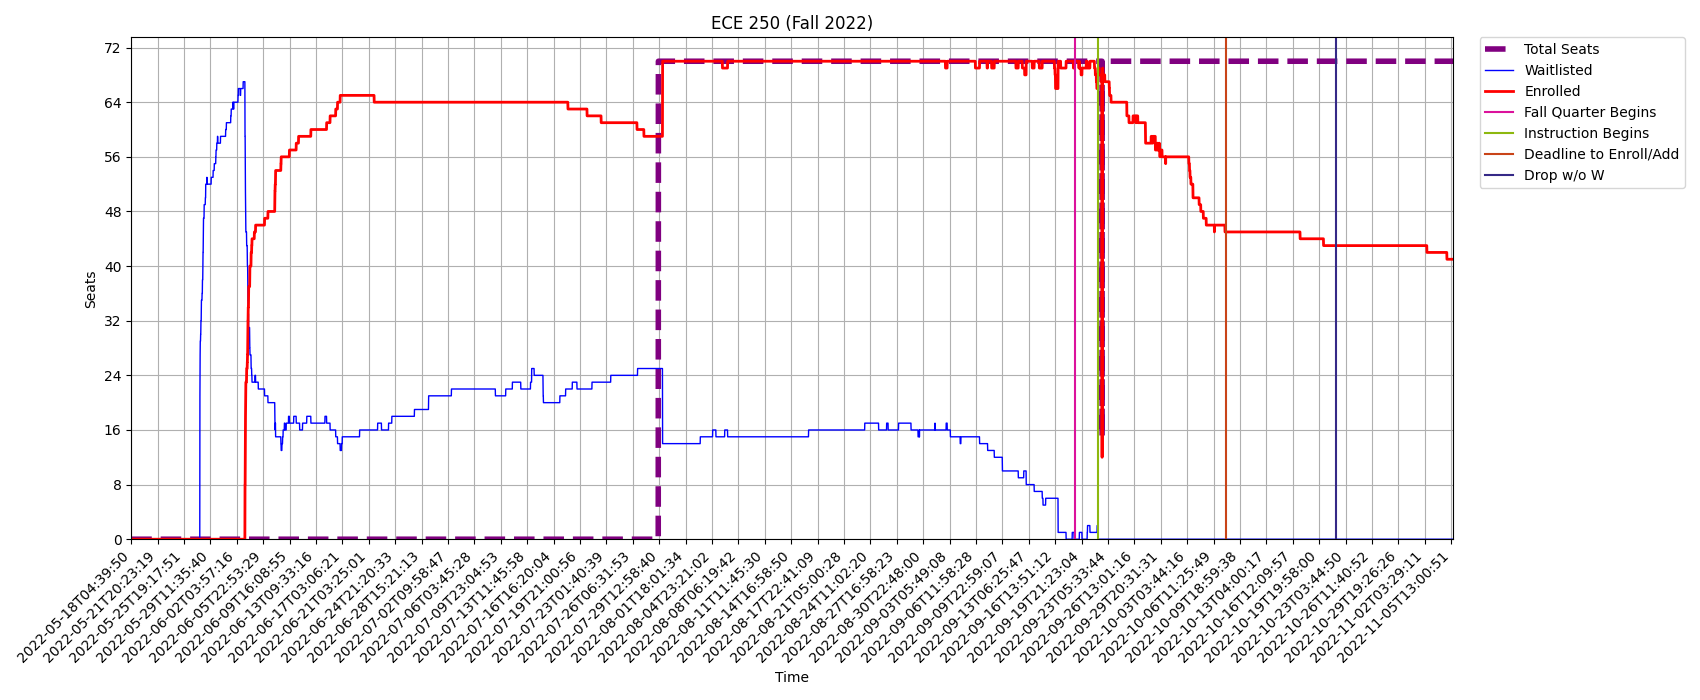 ECE 250 (Fall 2022)
72
64
56
48
40
32
24
16
8
0
Seats
Total Seats
Waitlisted
Enrolled
Fall Quarter Begins
Instruction Begins
Deadline to Enroll/Add
Drop w/o W
2022-05-18T04:39:50
2022-05-21T20:23:19
2022-05-25T19:17:51
2022-05-29T11:35:40
2022-06-02T03:57:16
2022-06-05T22:53:29
2022-06-09T16:08:55
2022-06-13T09:33:16
2022-06-17T03:06:21
2022-06-21T03:25:01
2022-06-24T21:20:33
2022-06-28T15:21:13
2022-07-02T09:58:47
2022-07-06T03:45:28
2022-07-09T23:04:53
2022-07-13T11:45:58
2022-07-16T16:20:04
2022-07-19T21:00:56
2022-07-23T01:40:39
2022-07-26T06:31:53
2022-07-29T12:58:40
2022-08-01T18:01:34
2022-08-04T23:21:02
2022-08-08T06:19:42
2022-08-11T11:45:30
2022-08-14T16:58:50
2022-08-17T22:41:09
2022-08-21T05:00:28
2022-08-24T11:02:20
2022-08-27T16:58:23
2022-08-30T22:48:00
2022-09-03T05:49:08
2022-09-06T11:58:28
2022-09-09T22:59:07
2022-09-13T06:25:47
2022-09-16T13:51:12
2022-09-19T21:23:04
2022-09-23T05:33:44
2022-09-26T13:01:16
2022-09-29T20:31:31
2022-10-03T03:44:16
2022-10-06T11:25:49
2022-10-09T18:59:38
2022-10-13T04:00:17
2022-10-16T12:09:57
2022-10-19T19:58:00
2022-10-23T03:44:50
2022-10-26T11:40:52
2022-10-29T19:26:26
2022-11-02T03:29:11
2022-11-05T13:00:51
Time